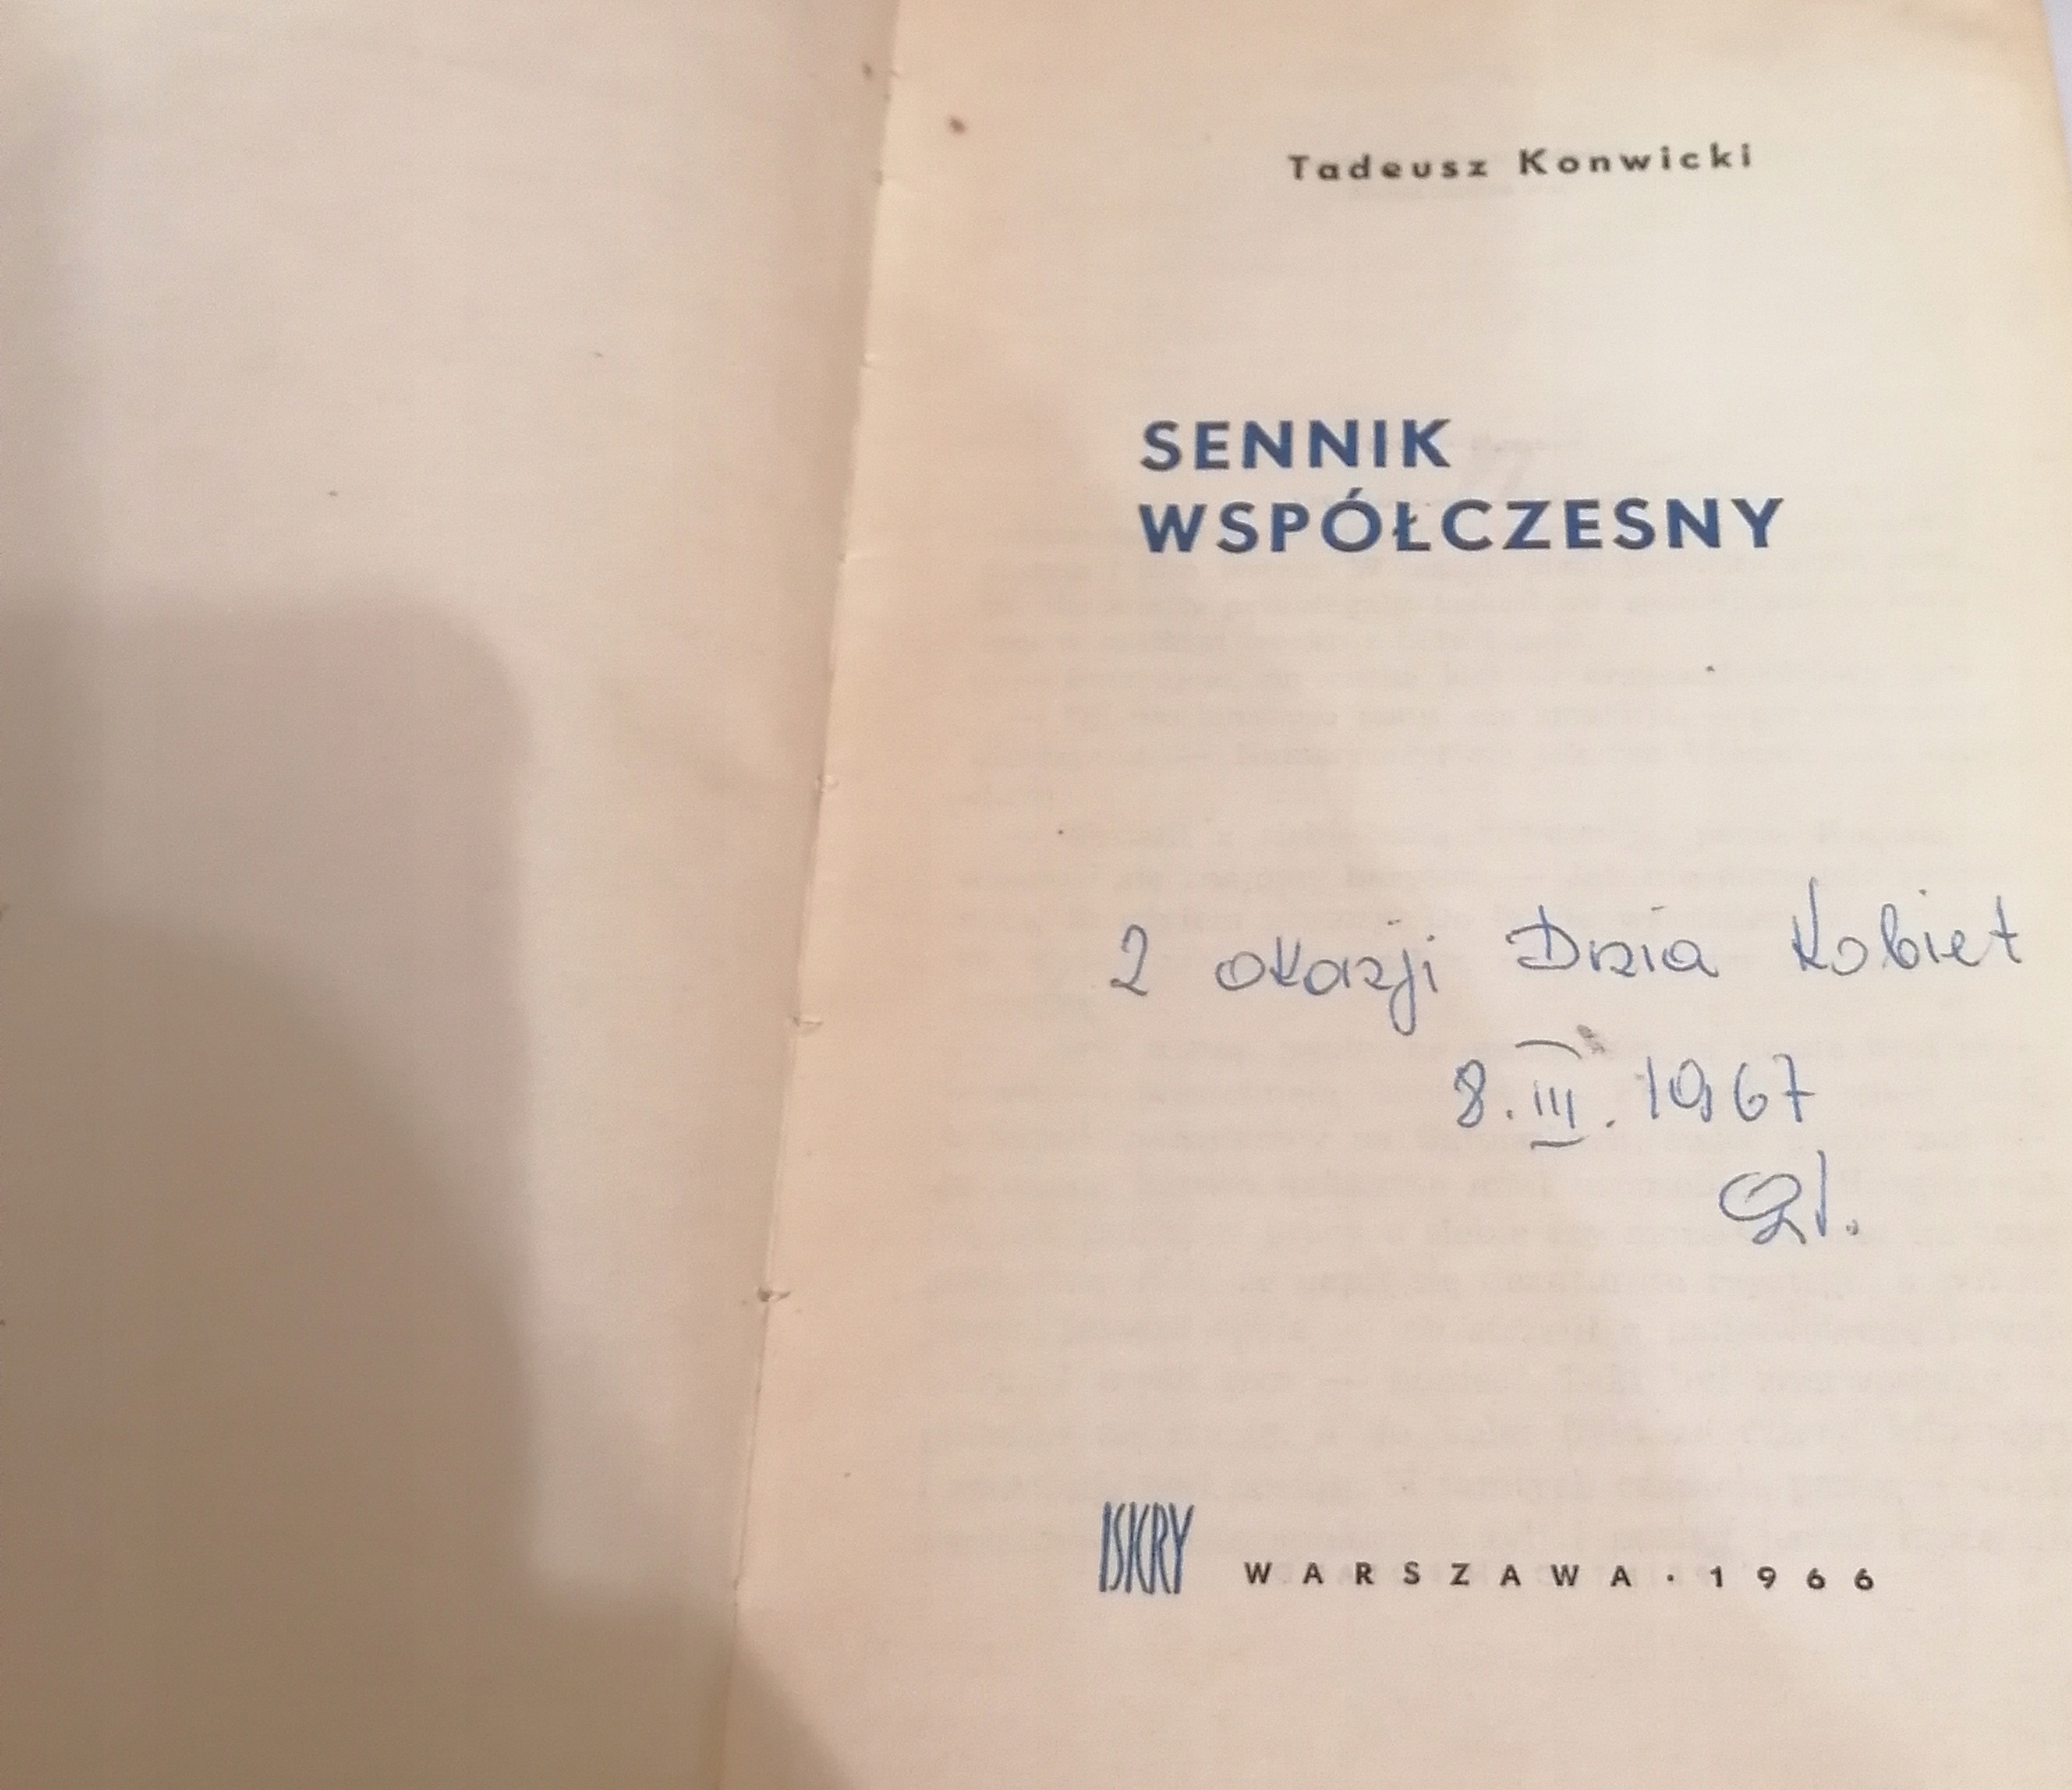 Tadeusz Konwicki
SENNIK
WSPÓŁCZESNY
Z okazji Dnia Kobiet
8.III.1967
ISKRY WARSZAWA · 1966